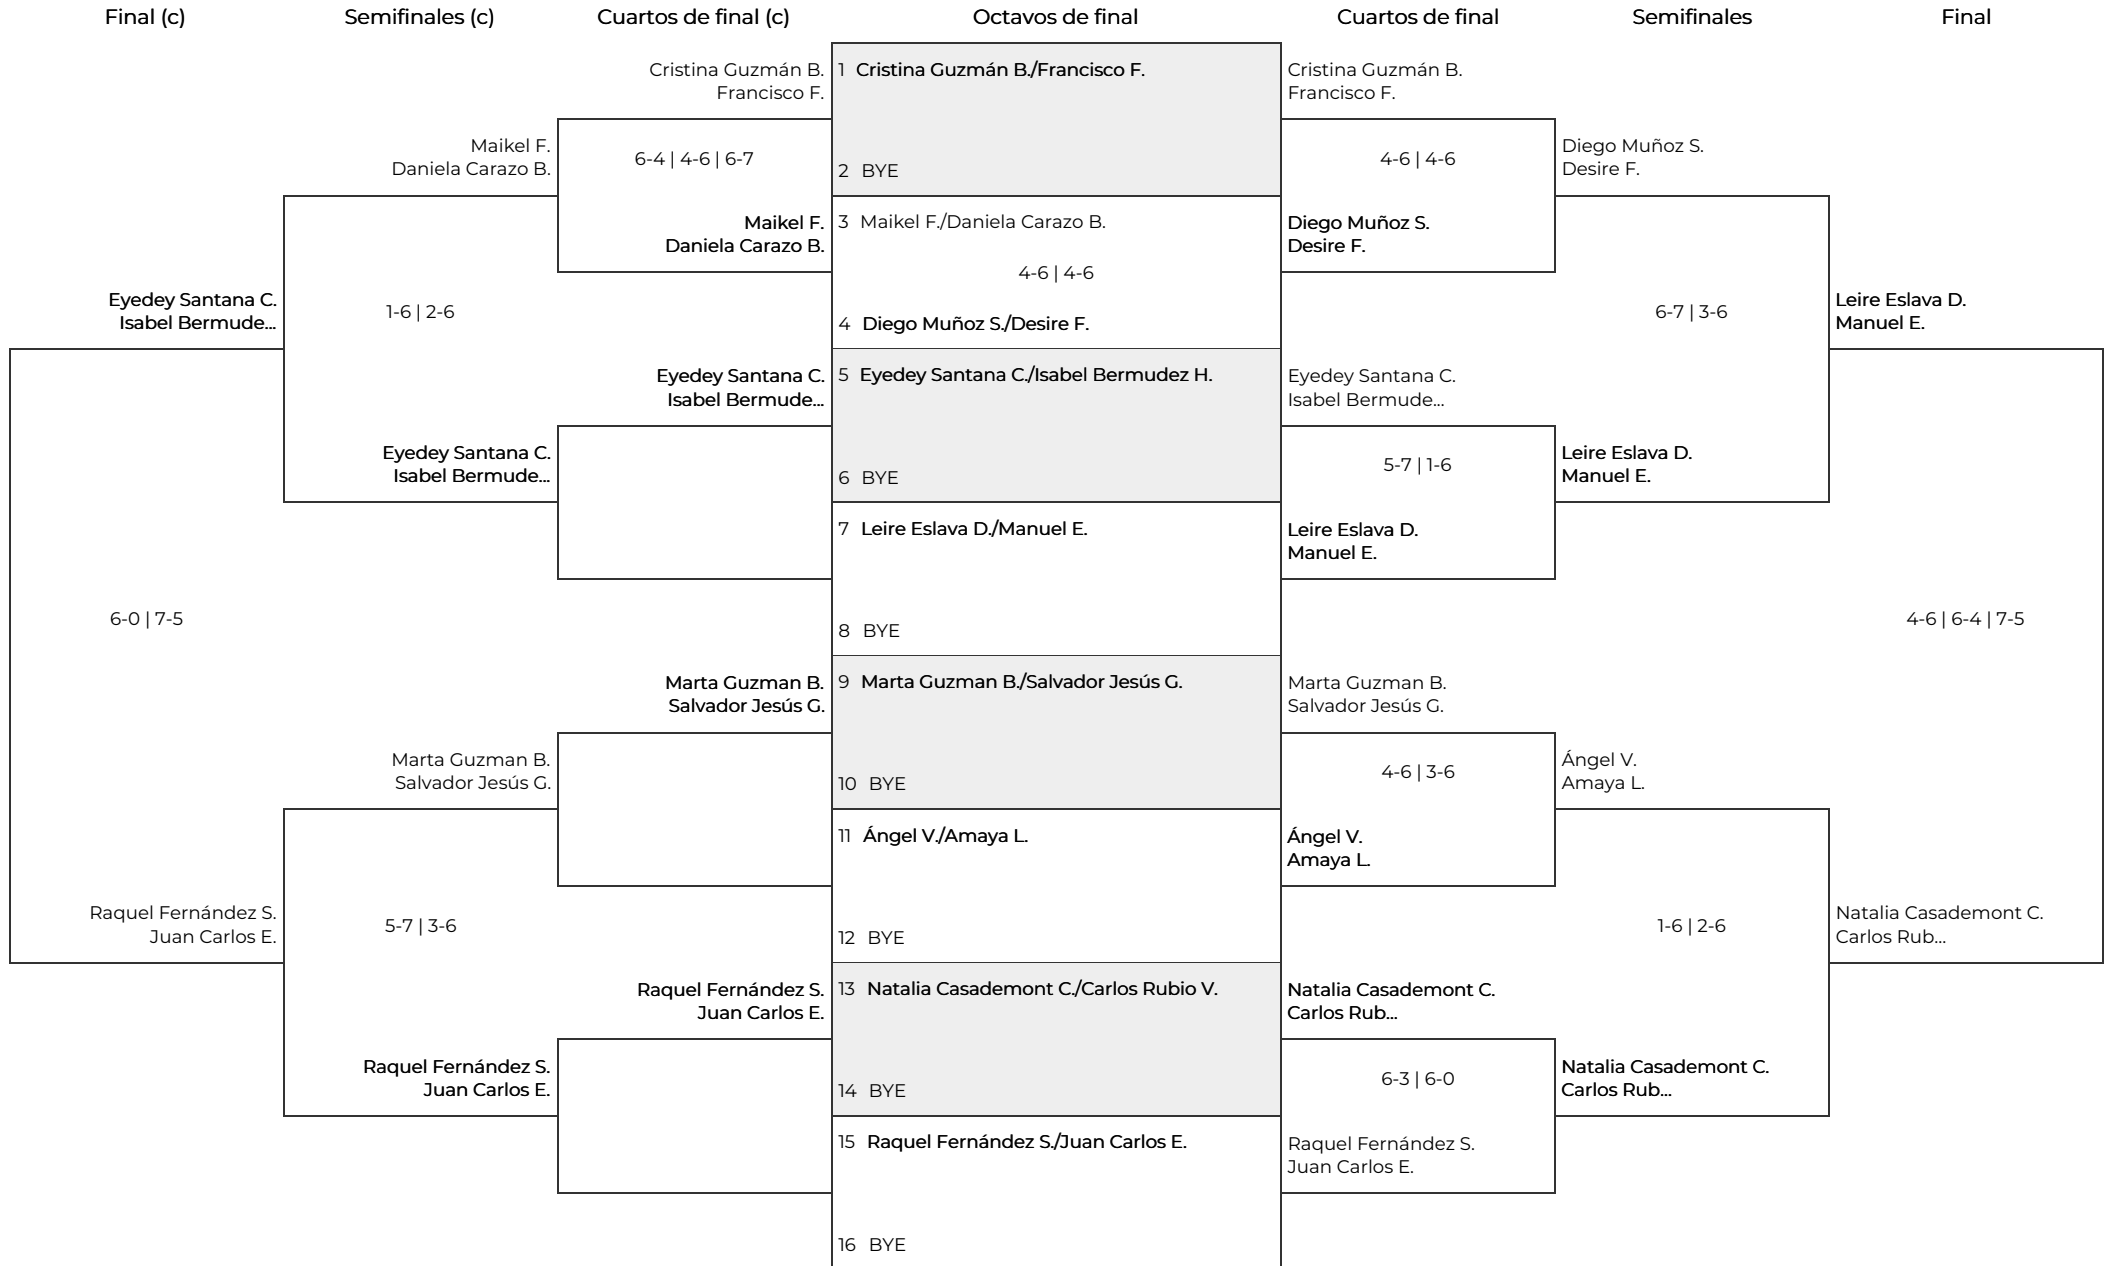 Final (c)
Semifinales (c)
Cuartos de final (c)
Octavos de final
Cuartos de final
Semifinales
Final
Eyedey Santana C.
Isabel Bermude...
6-0 | 7-5
Raquel Fernández S.
Juan Carlos E.
Maikel F.
Daniela Carazo B.
1-6 | 2-6
Eyedey Santana C.
Isabel Bermude...
Marta Guzman B.
Salvador Jesús G.
5-7 | 3-6
Raquel Fernández S.
Juan Carlos E.
Cristina Guzmán B.
Francisco F.
6-4 | 4-6 | 6-7
Maikel F.
Daniela Carazo B.
Eyedey Santana C.
Isabel Bermude...
Marta Guzman B.
Salvador Jesús G.
Raquel Fernández S.
Juan Carlos E.
1 Cristina Guzmán B./Francisco F.
2 BYE
3 Maikel F./Daniela Carazo B.
4-6 | 4-6
4 Diego Muñoz S./Desire F.
5 Eyedey Santana C./Isabel Bermudez H.
6 BYE
7 Leire Eslava D./Manuel E.
8 BYE
9 Marta Guzman B./Salvador Jesús G.
10 BYE
11 Ángel V./Amaya L.
12 BYE
13 Natalia Casademont C./Carlos Rubio V.
14 BYE
15 Raquel Fernández S./Juan Carlos E.
16 BYE
Cristina Guzmán B.
Francisco F.
4-6 | 4-6
Diego Muñoz S.
Desire F.
Eyedey Santana C.
Isabel Bermude...
5-7 | 1-6
Leire Eslava D.
Manuel E.
Marta Guzman B.
Salvador Jesús G.
4-6 | 3-6
Ángel V.
Amaya L.
Natalia Casademont C.
Carlos Rub...
6-3 | 6-0
Raquel Fernández S.
Juan Carlos E.
Diego Muñoz S.
Desire F.
6-7 | 3-6
Leire Eslava D.
Manuel E.
Ángel V.
Amaya L.
1-6 | 2-6
Natalia Casademont C.
Carlos Rub...
Leire Eslava D.
Manuel E.
4-6 | 6-4 | 7-5
Natalia Casademont C.
Carlos Rub...